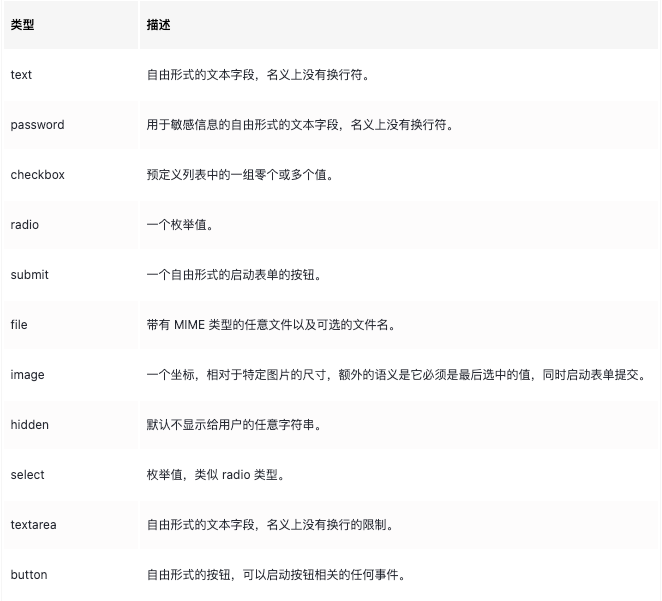 类型 描述
text 自由形式的文本字段，名义上没有换行符。
password 用于敏感信息的自由形式的文本字段，名义上没有换行符。
checkbox 预定义列表中的一组零个或多个值。
radio 一个枚举值。
submit 一个自由形式的启动表单的按钮。
file 带有 MIME 类型的任意文件以及可选的文件名。
image 一个坐标，相对于特定图片的尺寸，额外的语义是它必须是最后选中的值，同时启动表单提交。
hidden 默认不显示给用户的任意字符串。
select 枚举值，类似 radio 类型。
textarea 自由形式的文本字段，名义上没有换行的限制。
button 自由形式的按钮，可以启动按钮相关的任何事件。